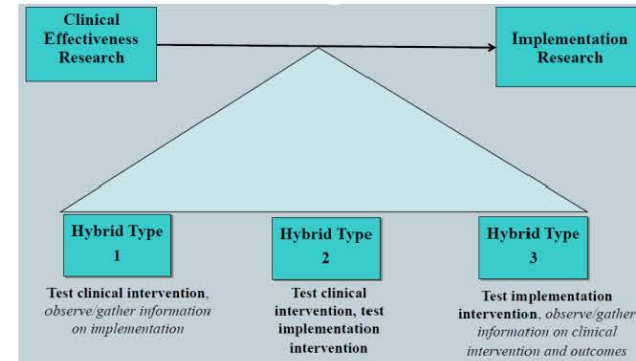 Clinical
Effectiveness
Research
Implementation
Research
Hybrid Type
1
Hybrid Type
2
Hybrid Type
3
Test clinical intervention,
observe/gather information
on implementation
Test clinical
intervention, test
implementation
intervention
Test implementation
intervention, observe/gather
information on clinical
intervention and outcomes